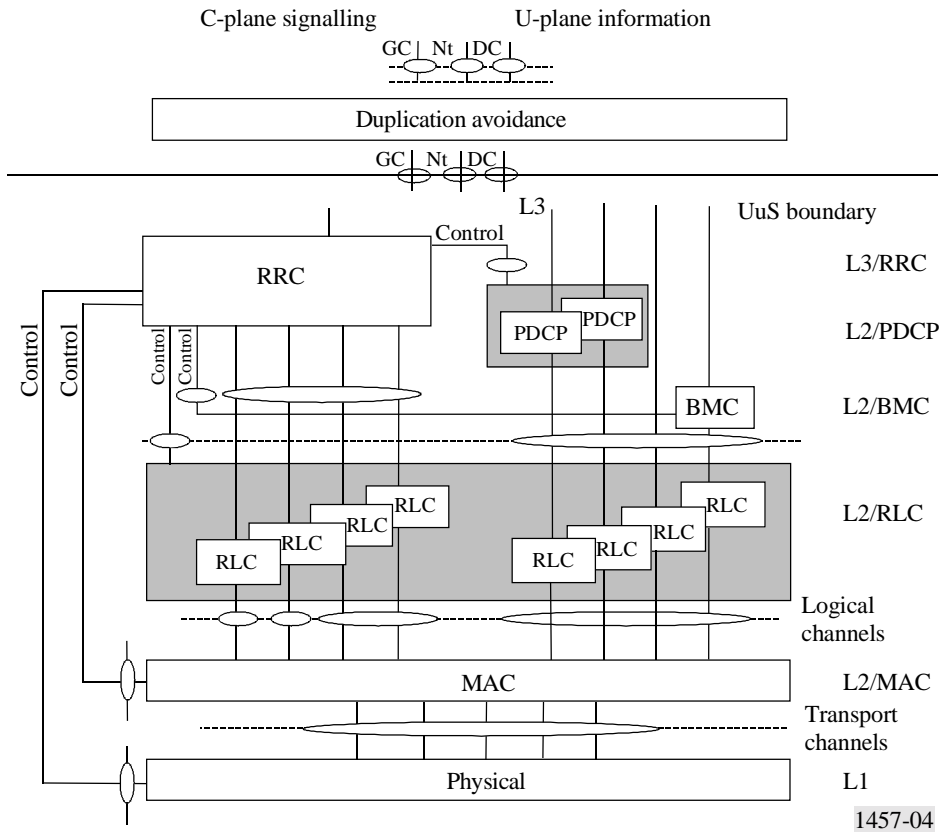 C-plane signalling
U-plane information
GC Nt DC
Duplication avoidance
GC Nt DC
L3
UuS boundary
Control
RRC
L3/RRC
PDCP
PDCP
L2/PDCP
Control
Control
Control
Control
BMC
L2/BMC
RLC
RLC
RLC
RLC
RLC
RLC
RLC
RLC
L2/RLC
Logical
channels
MAC
L2/MAC
Transport
channels
Physical
L1
1457-04